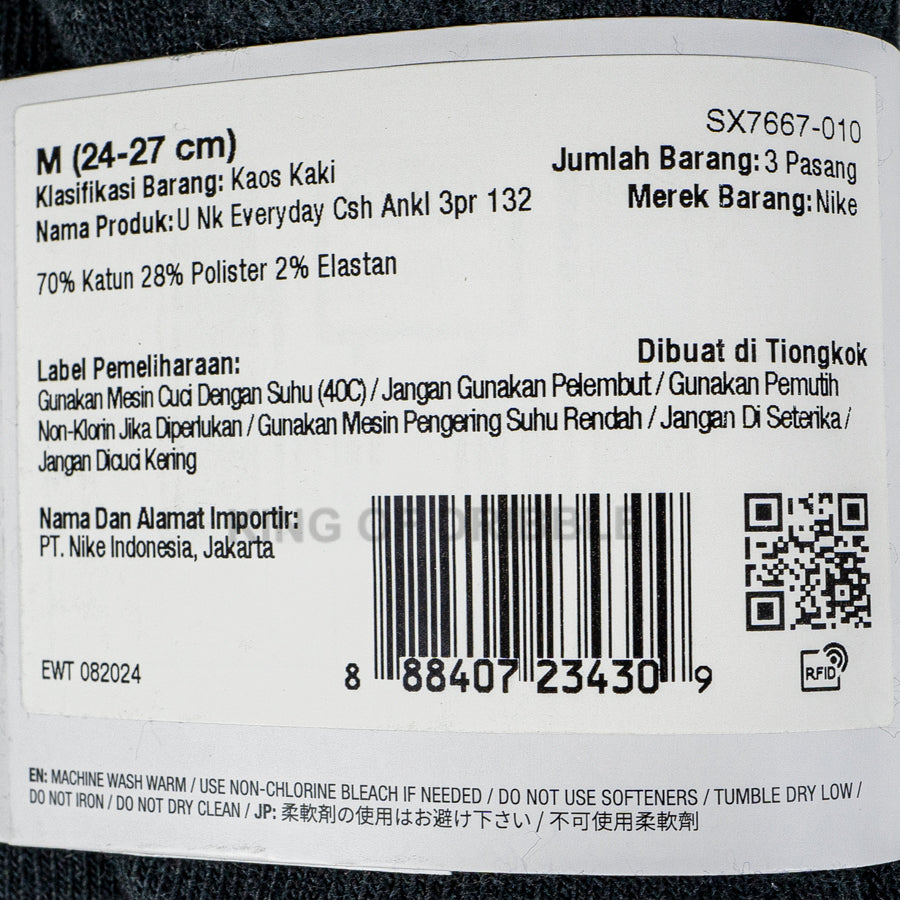 SX7667-010
M (24-27 cm)
Jumlah Barang: 3 Pasang
Klasifikasi Barang: Kaos Kaki
Merek Barang: Nike
Nama Produk: U Nk Everyday Csh Ankl 3pr 132
70% Katun 28% Polister 2% Elastan
Dibuat di Tiongkok
Label Pemeliharaan:
Gunakan Mesin Cuci Dengan Suhu (40C) / Jangan Gunakan Pelembut / Gunakan Pemutih
Non-Klorin Jika Diperlukan / Gunakan Mesin Pengering Suhu Rendah / Jangan Di Seterika /
Jangan Dicuci Kering
Nama Dan Alamat Importir:
PT. Nike Indonesia, Jakarta
KING OF DRIBBLE
EWT 082024
8 88407 23430 9
RFID
EN: MACHINE WASH WARM / USE NON-CHLORINE BLEACH IF NEEDED / DO NOT USE SOFTENERS / TUMBLE DRY LOW /
DO NOT IRON / DO NOT DRY CLEAN / JP: 柔軟剤の使用はお避け下さい / 不可使用柔軟劑